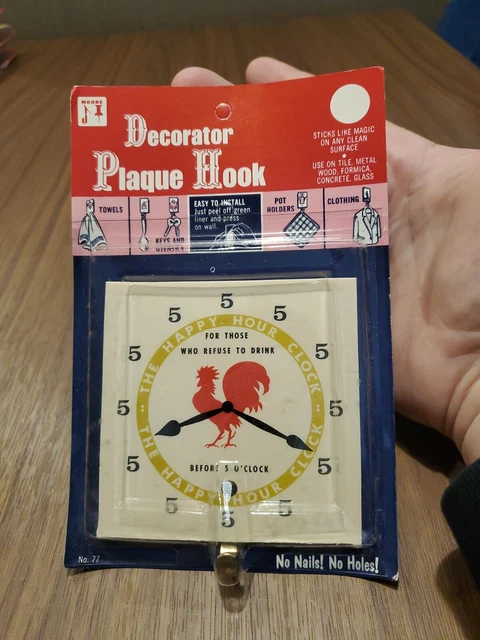 MOORE
Decorator
Plaque Hook
STICKS LIKE MAGIC
ON ANY CLEAN
SURFACE
•
USE ON TILE, METAL
WOOD, FORMICA,
CONCRETE, GLASS
TOWELS
KEYS AND
UTENSILS
EASY TO INSTALL
Just peel off green
liner and press
on wall.
POT
HOLDERS
CLOTHING
5
5
5
5
5
5
5
5
5
5
5
5
THE HAPPY HOUR CLOCK
FOR THOSE
WHO REFUSE TO DRINK
BEFORE 5 O'CLOCK
THE HAPPY HOUR CLOCK
No. 77
No Nails! No Holes!